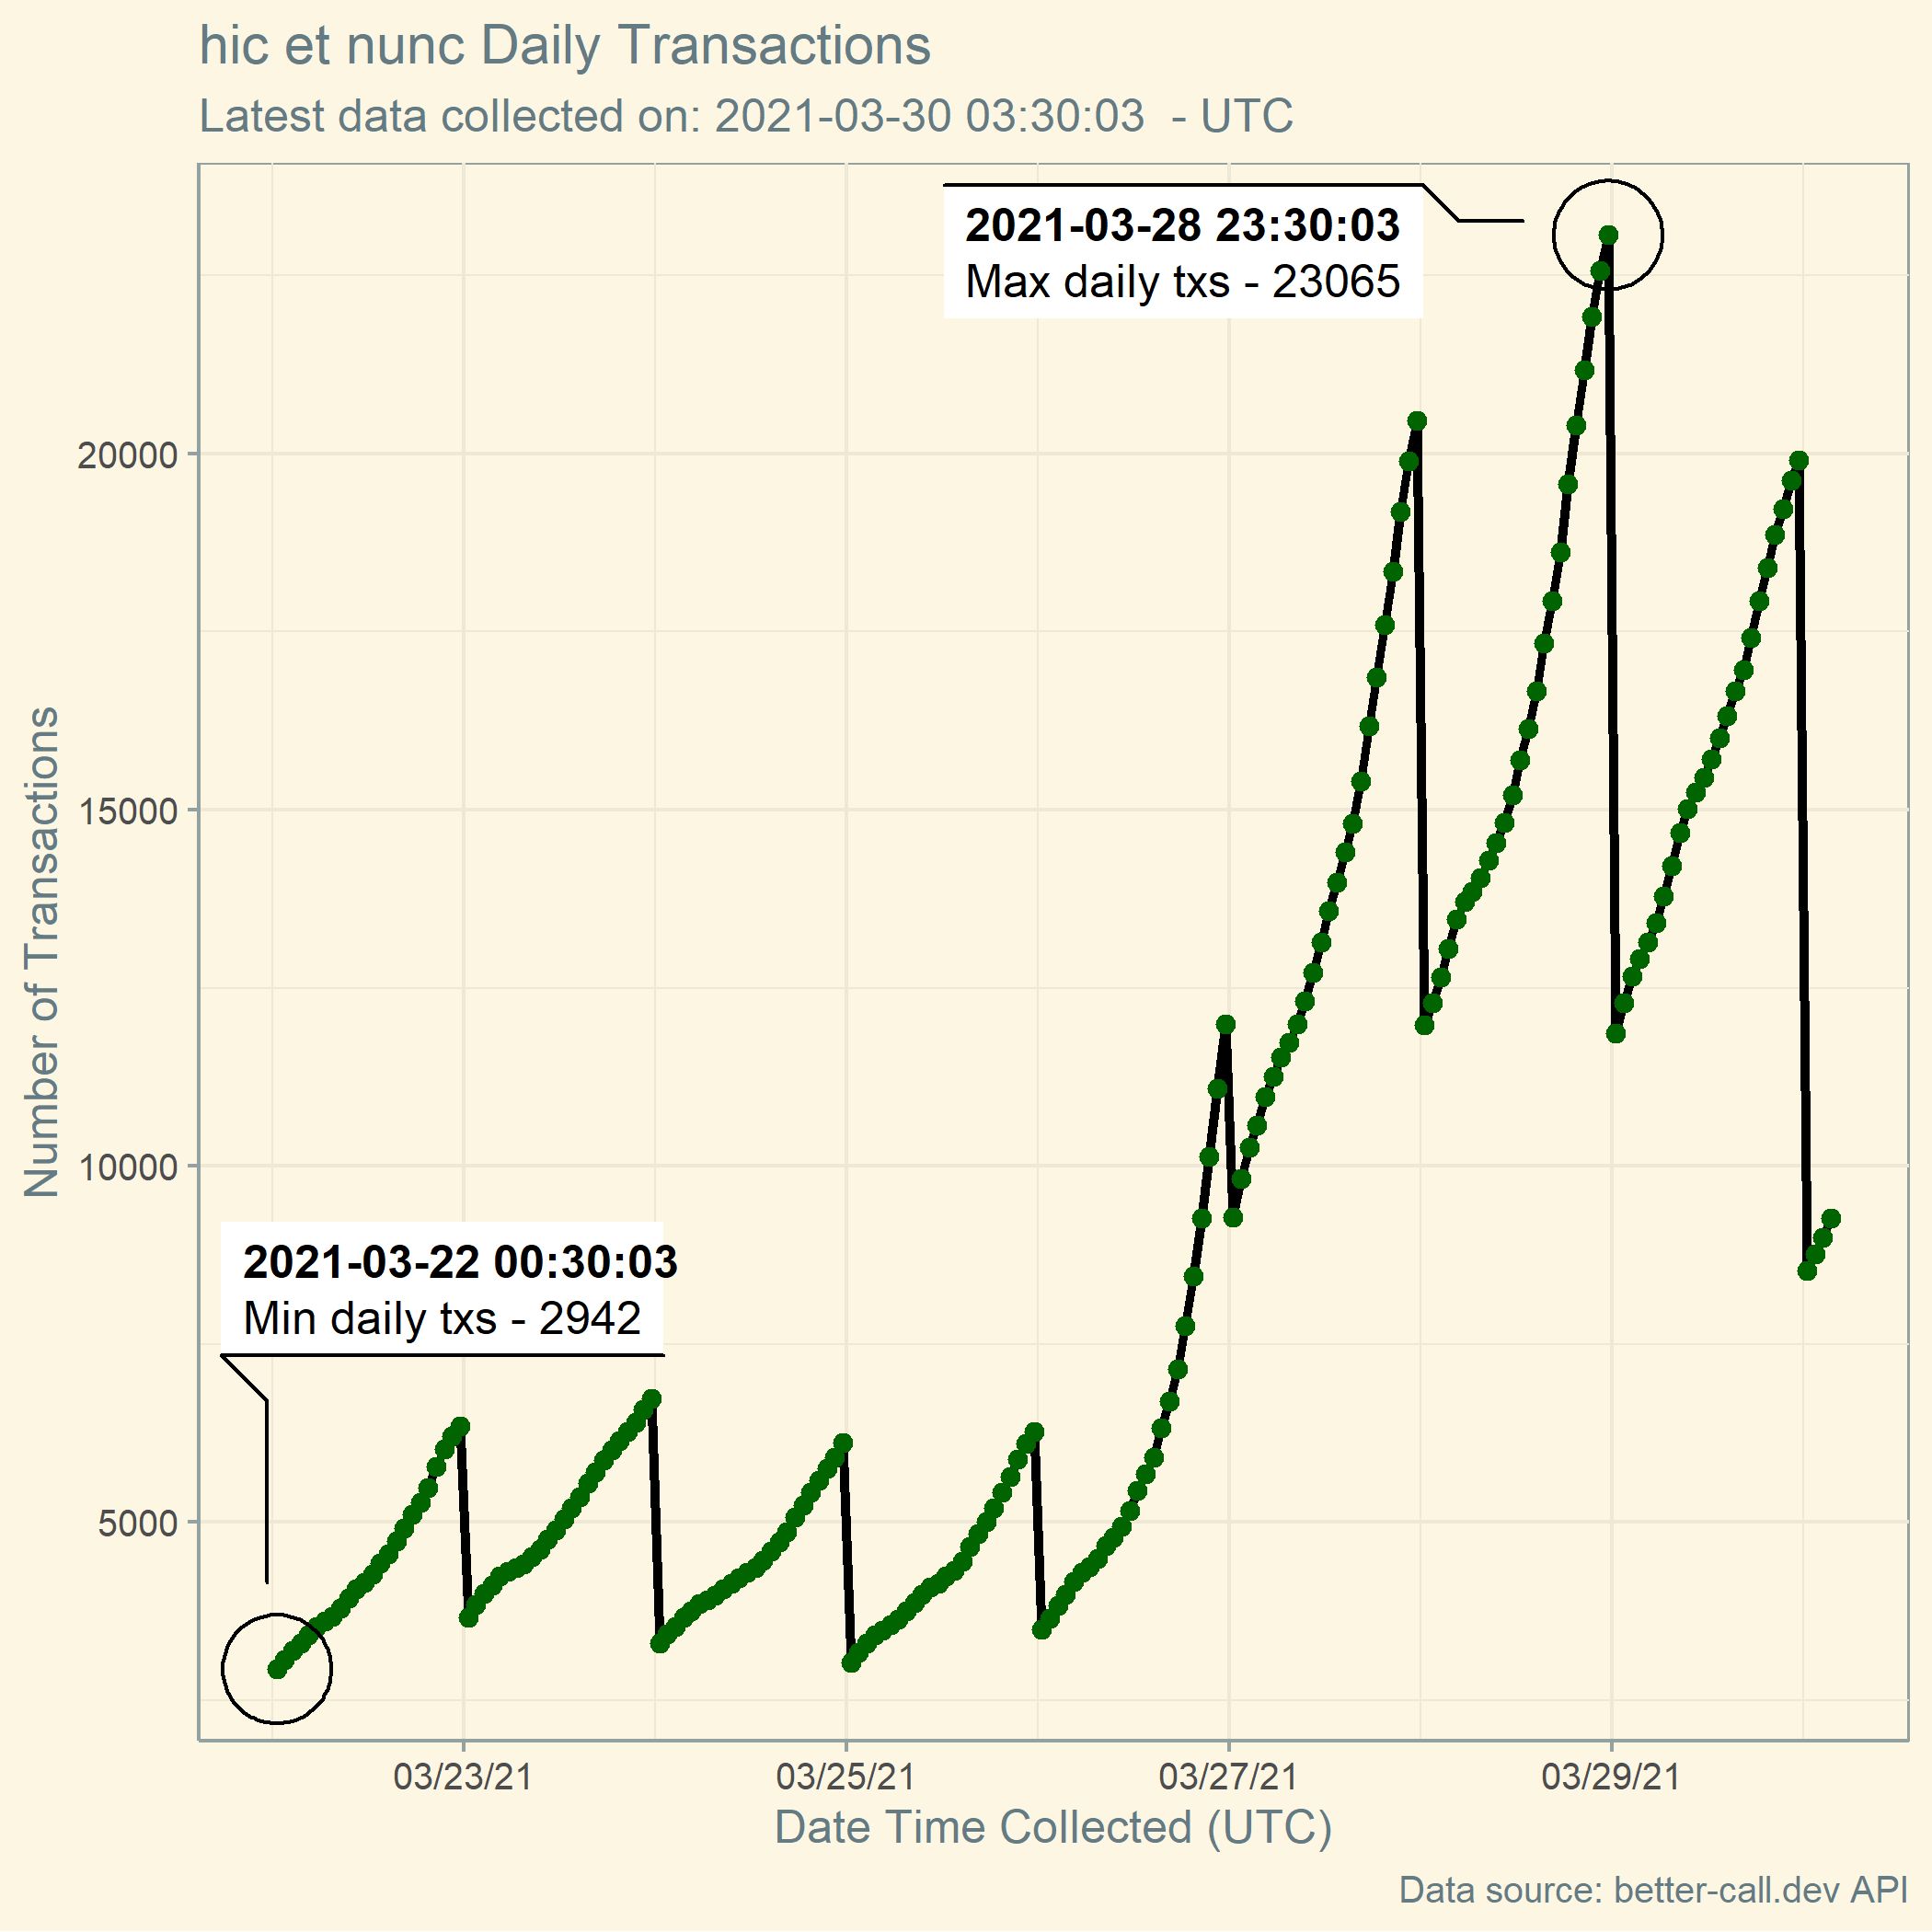 hic et nunc Daily Transactions
Latest data collected on: 2021-03-30 03:30:03  - UTC
2021-03-28 23:30:03
Max daily txs - 23065
Number of Transactions
20000
15000
10000
5000
2021-03-22 00:30:03
Min daily txs - 2942
03/23/21
03/25/21
03/27/21
03/29/21
Date Time Collected (UTC)
Data source: better-call.dev API